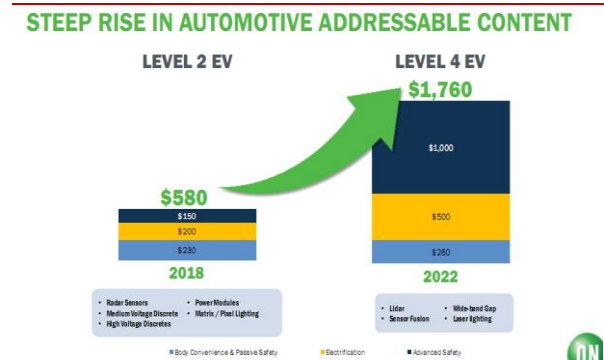 STEEP RISE IN AUTOMOTIVE ADDRESSABLE CONTENT
LEVEL 2 EV
LEVEL 4 EV
$1,760
$1,000
$580
$150
$200
$230
$500
$260
2018
2022
• Radar Sensors
• Medium Voltage Discrete
• High Voltage Discretes
• Power Modules
• Matrix / Pixel Lighting
• Lidar
• Sensor Fusion
• Wide-band Gap
• Laser lighting
Body Convenience & Passive Safety
Electrification
Advanced Safety
ON